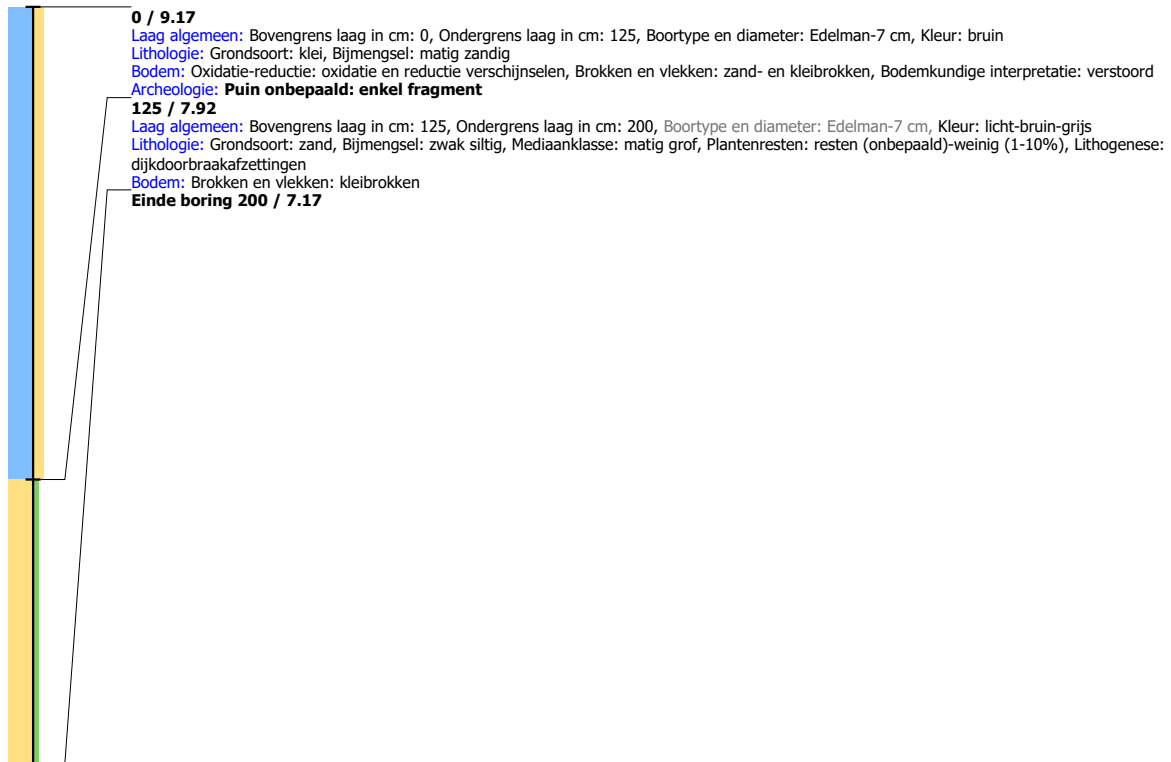 0 / 9.17
Laag algemeen: Bovengrens laag in cm: 0, Ondergrens laag in cm: 125, Boortype en diameter: Edelman-7 cm, Kleur: bruin
Lithologie: Grondsoort: klei, Bijmengsel: matig zandig
Bodem: Oxidatie-reductie: oxidatie en reductie verschijnselen, Brokken en vlekken: zand- en kleibrokken, Bodemkundige interpretatie: verstoord
Archeologie: Puin onbepaald: enkel fragment
125 / 7.92
Laag algemeen: Bovengrens laag in cm: 125, Ondergrens laag in cm: 200, Boortype en diameter: Edelman-7 cm, Kleur: licht-bruin-grijs
Lithologie: Grondsoort: zand, Bijmengsel: zwak siltig, Mediaanklasse: matig grof, Plantenresten: resten (onbepaald)-weinig (1-10%), Lithogenese:
dijkdoorbraakafzettingen
Bodem: Brokken en vlekken: kleibrokken
Einde boring 200 / 7.17